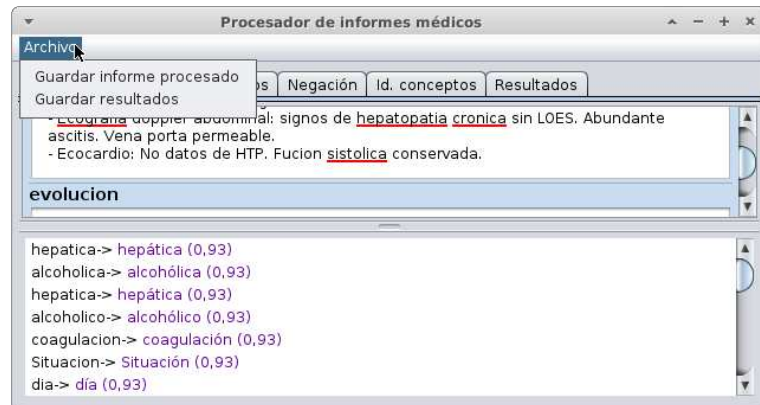 Procesador de informes médicos
Archivo
Guardar informe procesado
Guardar resultados
Negación
Id. conceptos
Resultados
- Ecografia doppler abdominal: signos de hepatopatia cronica sin LOES. Abundante
ascitis. Vena porta permeable.
- Ecocardio: No datos de HTP. Fucion sistolica conservada.
evolucion
hepatica-> hepática (0,93)
alcoholica-> alcohólica (0,93)
hepatica-> hepática (0,93)
alcoholico-> alcohólico (0,93)
coagulacion-> coagulación (0,93)
Situacion-> Situación (0,93)
dia-> día (0,93)